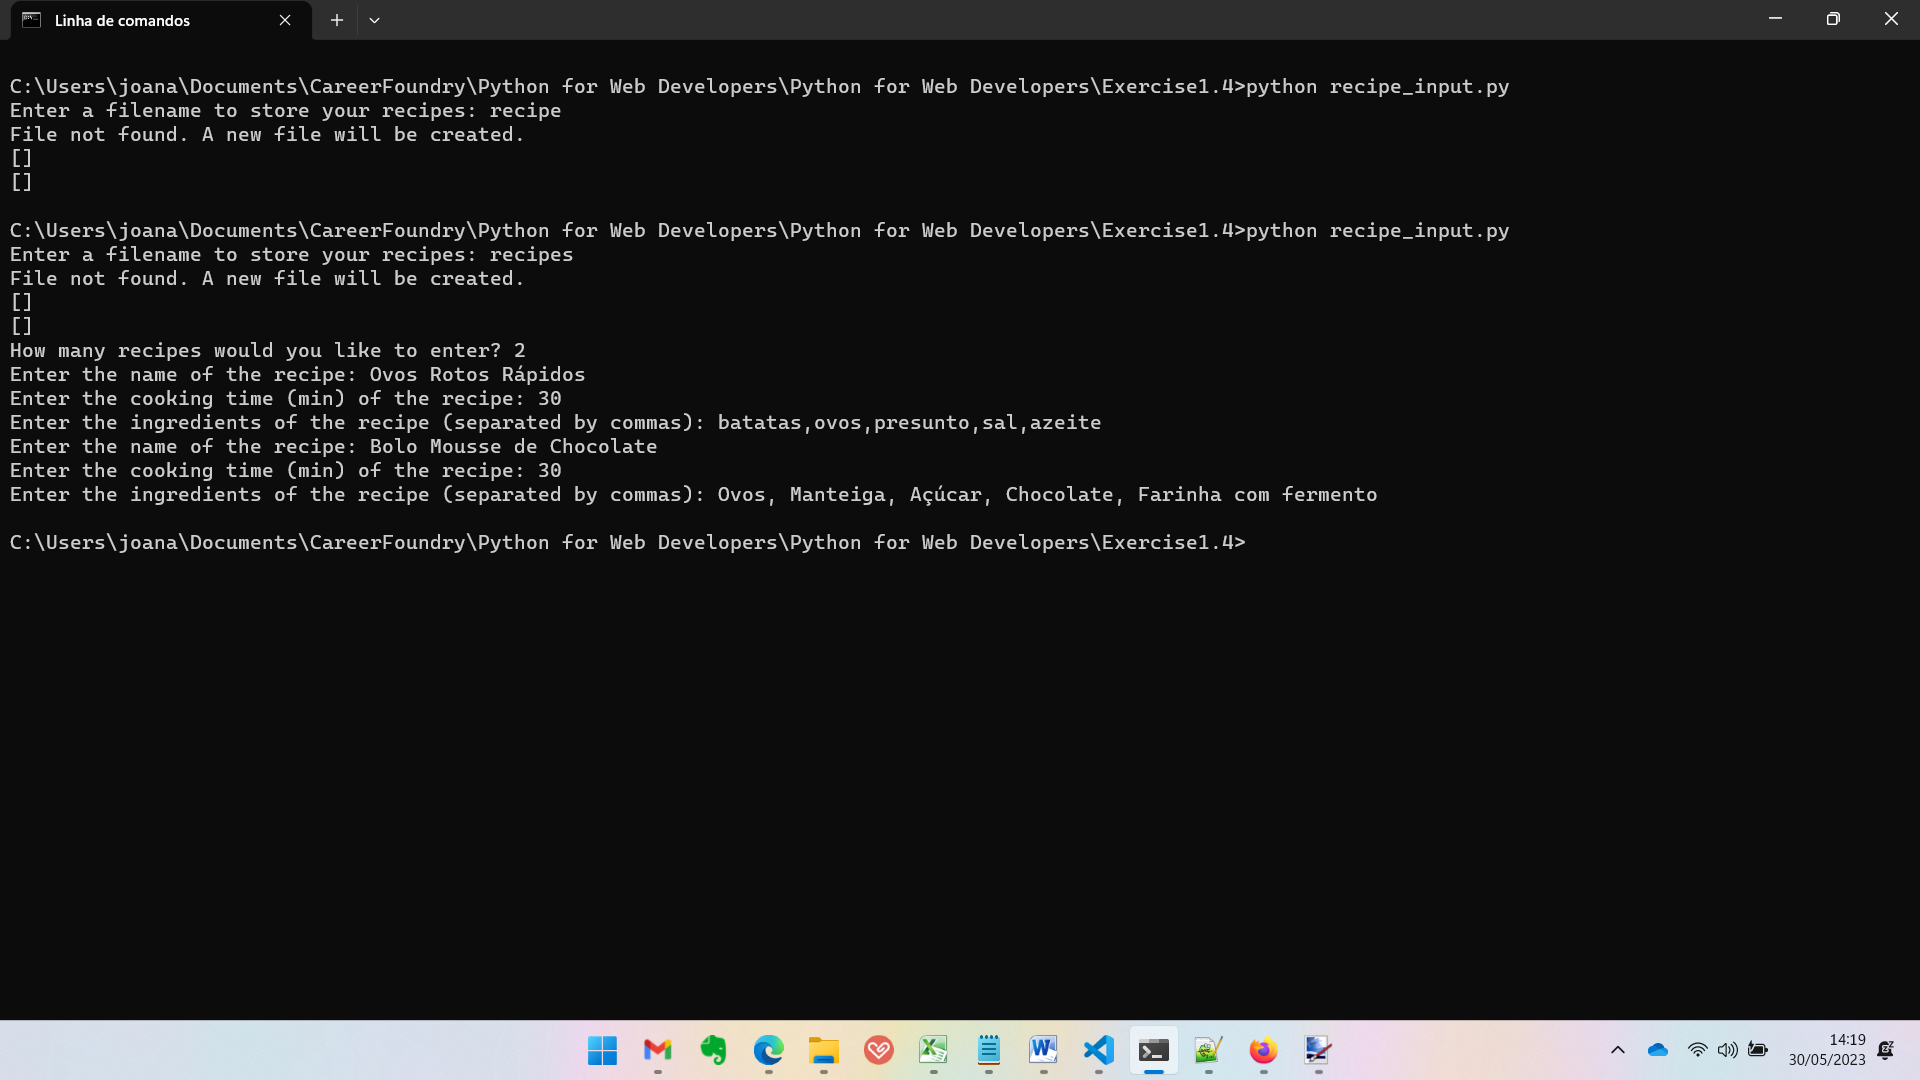 Linha de comandos
C:\Users\joana\Documents\CareerFoundry\Python for Web Developers\Python for Web Developers\Exercise1.4>python recipe_input.py
Enter a filename to store your recipes: recipe
File not found. A new file will be created.
[]
[]
C:\Users\joana\Documents\CareerFoundry\Python for Web Developers\Python for Web Developers\Exercise1.4>python recipe_input.py
Enter a filename to store your recipes: recipes
File not found. A new file will be created.
[]
[]
How many recipes would you like to enter? 2
Enter the name of the recipe: Ovos Rotos Rápidos
Enter the cooking time (min) of the recipe: 30
Enter the ingredients of the recipe (separated by commas): batatas,ovos,presunto,sal,azeite
Enter the name of the recipe: Bolo Mousse de Chocolate
Enter the cooking time (min) of the recipe: 30
Enter the ingredients of the recipe (separated by commas): Ovos, Manteiga, Açúcar, Chocolate, Farinha com fermento
C:\Users\joana\Documents\CareerFoundry\Python for Web Developers\Python for Web Developers\Exercise1.4>
14:19
30/05/2023